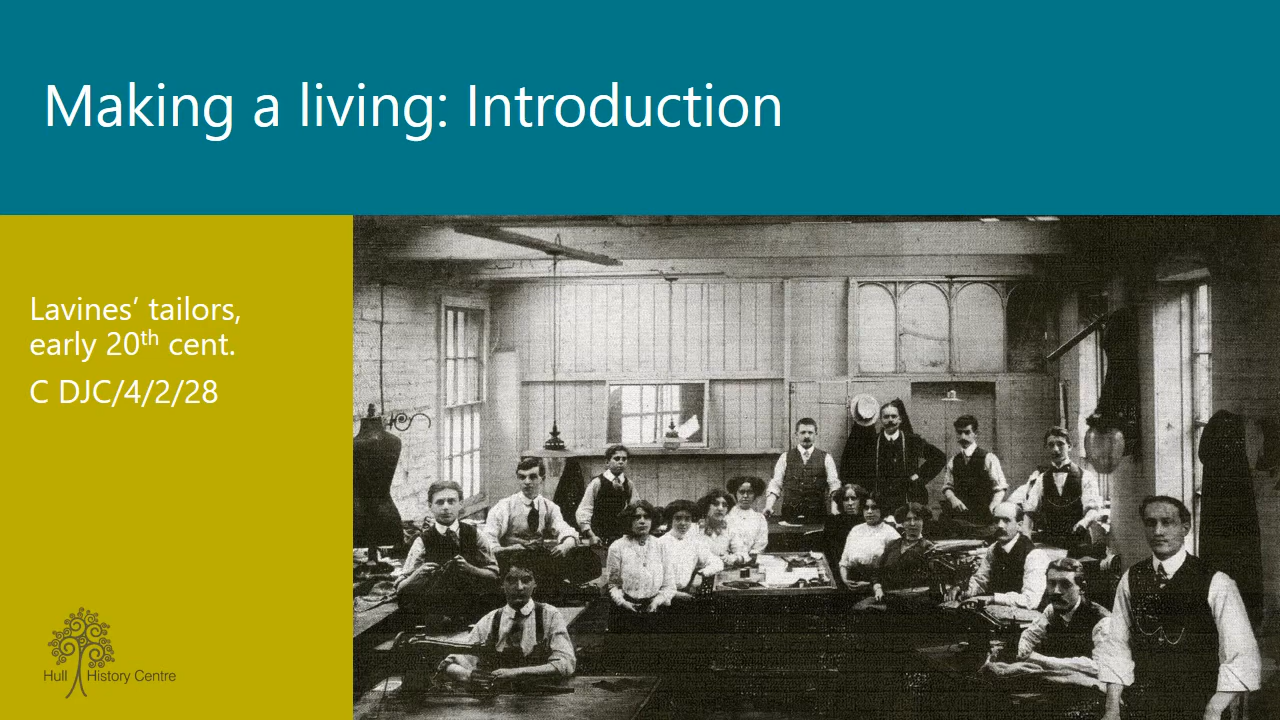 Making a living: Introduction
Lavines’ tailors,
early 20th cent.
C DJC/4/2/28
Hull History Centre